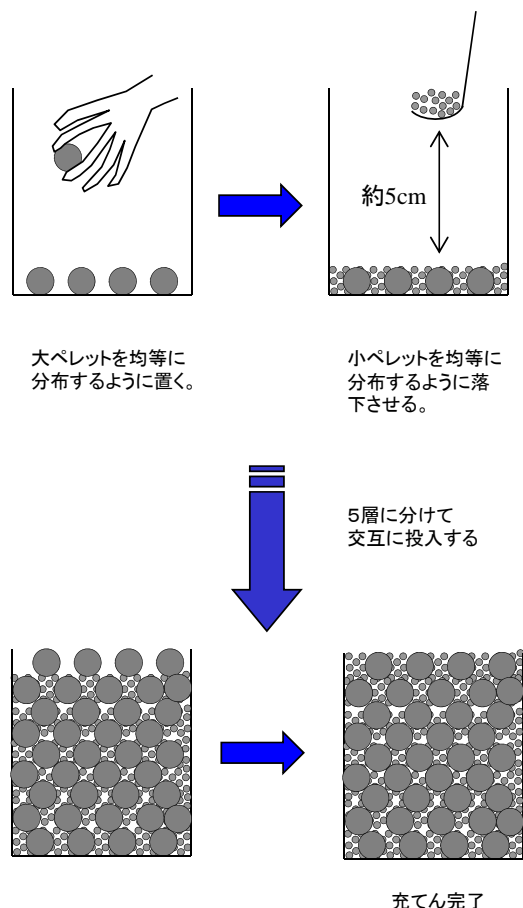 約5cm
大ペレットを均等に
分布するように置く。
小ペレットを均等に
分布するように落
下させる。
５層に分けて
交互に投入する
充てん完了